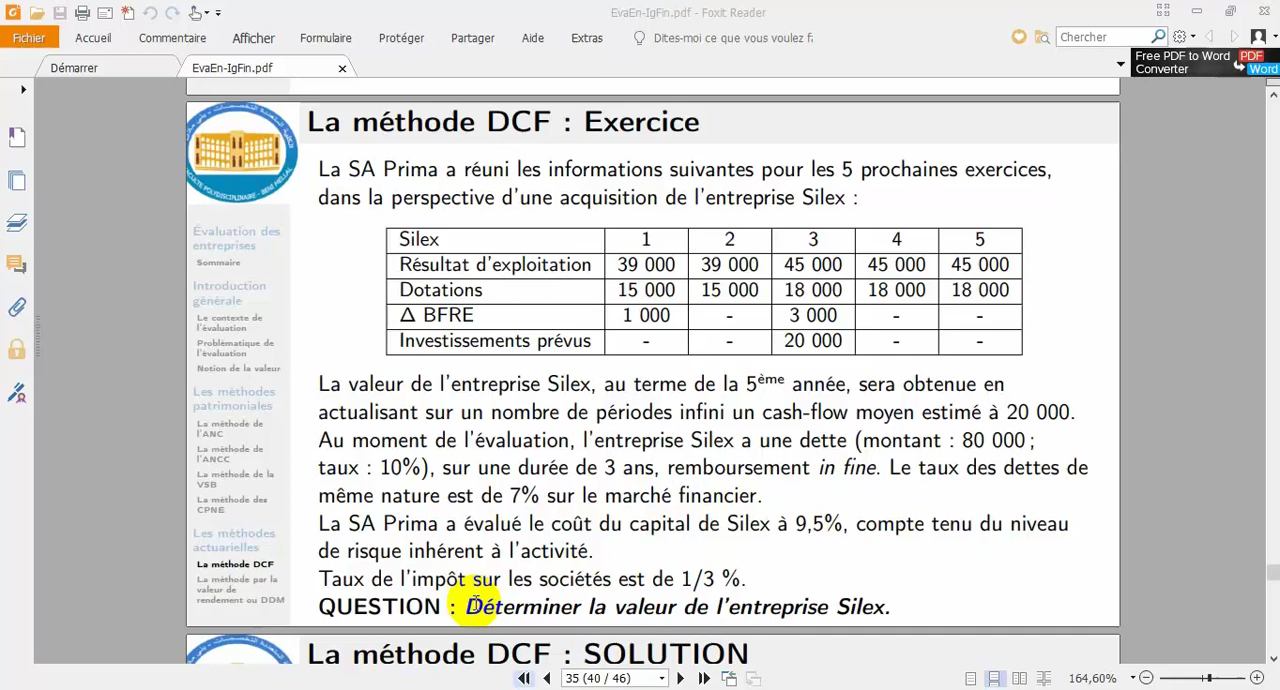 EvaEn-IgFin.pdf - Foxit Reader
Fichier Accueil Commentaire Afficher Formulaire Protéger Partager Aide Extras Dites-moi ce que vous voulez fa Chercher
Démarrer EvaEn-IgFin.pdf
Free PDF to Word PDF
Converter Word
La méthode DCF : Exercice
La SA Prima a réuni les informations suivantes pour les 5 prochaines exercices,
dans la perspective d'une acquisition de l'entreprise Silex :
Silex 1 2 3 4 5
Résultat d'exploitation 39 000 39 000 45 000 45 000 45 000
Dotations 15 000 15 000 18 000 18 000 18 000
Δ BFRE 1 000 - 3 000 - -
Investissements prévus - - 20 000 - -
La valeur de l'entreprise Silex, au terme de la 5ème année, sera obtenue en
actualisant sur un nombre de périodes infini un cash-flow moyen estimé à 20 000.
Au moment de l'évaluation, l'entreprise Silex a une dette (montant : 80 000 ;
taux : 10%), sur une durée de 3 ans, remboursement in fine. Le taux des dettes de
même nature est de 7% sur le marché financier.
La SA Prima a évalué le coût du capital de Silex à 9,5%, compte tenu du niveau
de risque inhérent à l'activité.
Taux de l'impôt sur les sociétés est de 1/3 %.
QUESTION : Déterminer la valeur de l'entreprise Silex.
Évaluation des
entreprises
Sommaire
Introduction
générale
Le contexte de
l'évaluation
Problèmatique de
l'évaluation
Notion de la valeur
Les méthodes
patrimoniales
La méthode de
l'ANC
La méthode de
l'ANCC
La méthode de la
VSB
La méthode des
CPNE
Les méthodes
actuarielles
La méthode DCF
La méthode par la
valeur de
rendement ou DDM
La méthode DCF : SOLUTION
35 (40 / 46) 164,60%